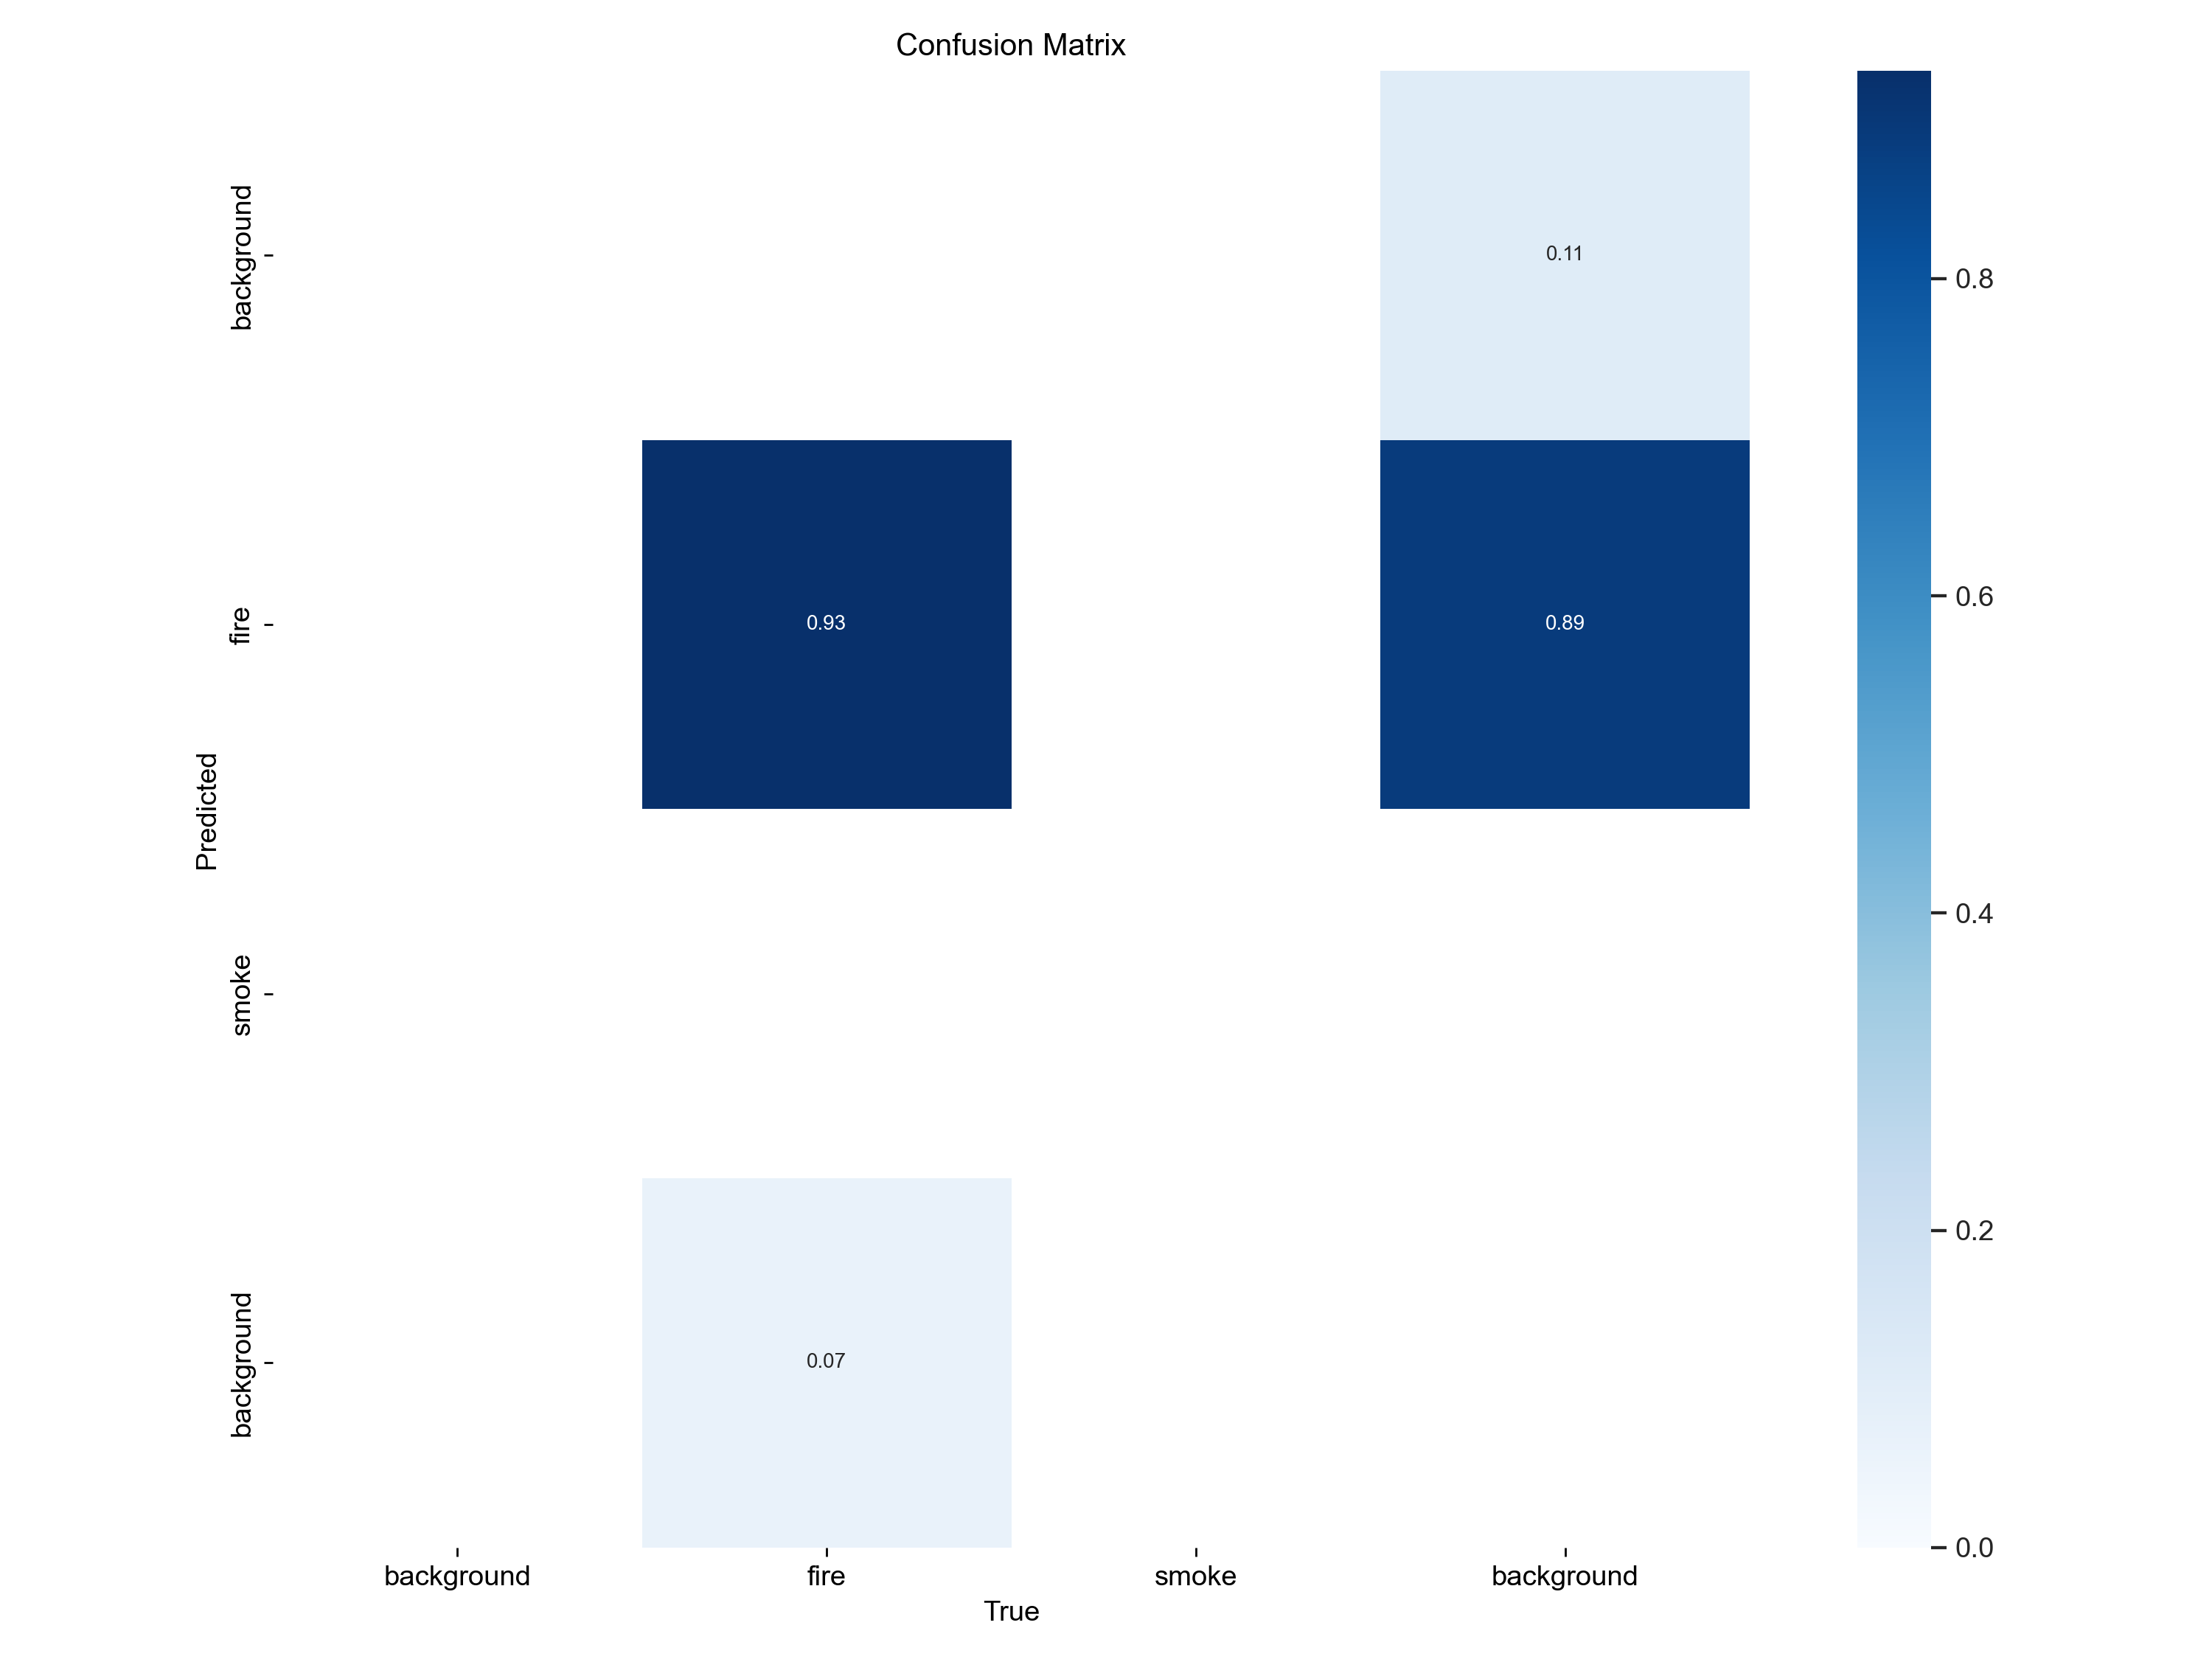 Confusion Matrix
background
0.11
0.8
fire
0.93
0.89
0.6
Predicted
smoke
0.4
background
0.07
0.2
0.0
background
fire
smoke
background
True